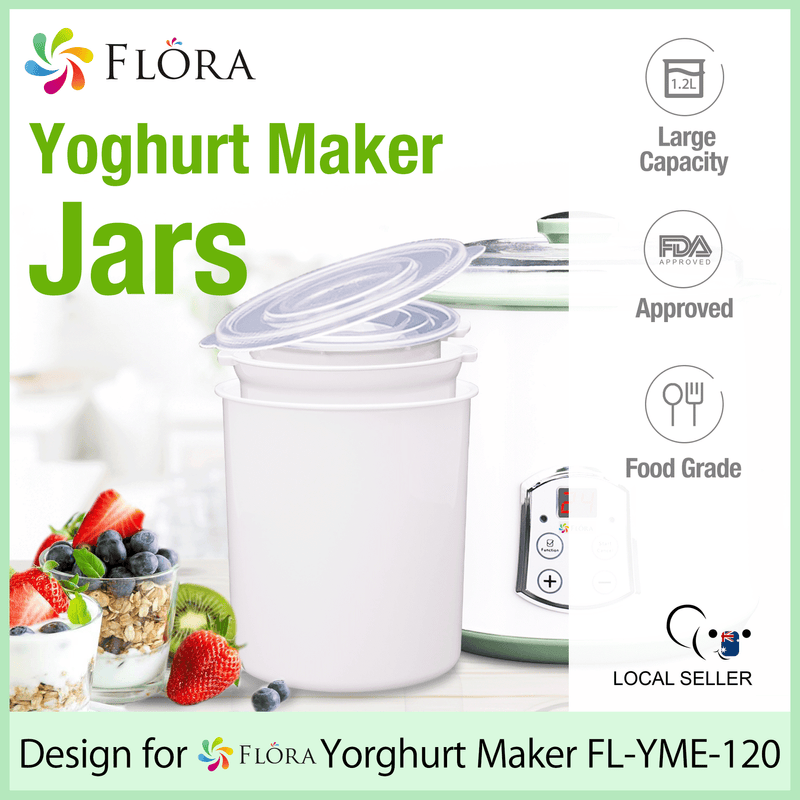 FLORA
Yoghurt Maker
Jars
1.2L
Large
Capacity
FDA
APPROVED
Approved
Food Grade
Function
+
LOCAL SELLER
Design for FLORA Yorghurt Maker FL-YME-120